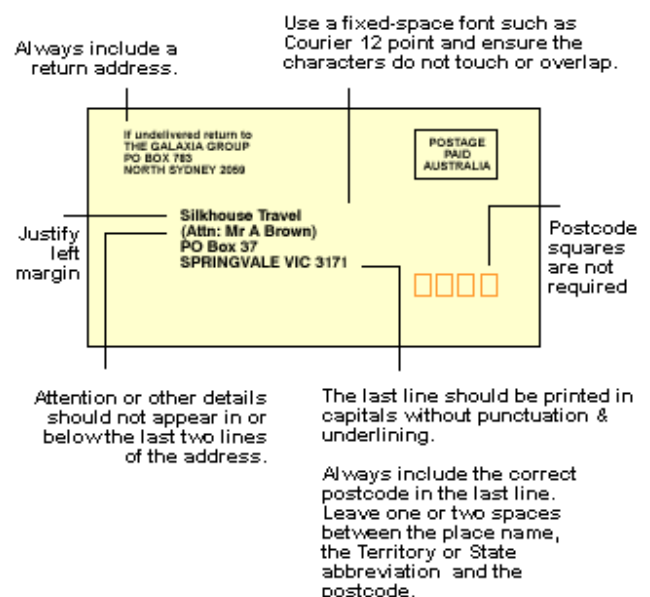 Always include a
return address.
Use a fixed-space font such as
Courier 12 point and ensure the
characters do not touch or overlap.
If undelivered return to
THE GALAXIA GROUP
PO BOX 783
NORTH SYDNEY 2059
POSTAGE
PAID
AUSTRALIA
Silkhouse Travel
(Attn: Mr A Brown)
PO Box 37
SPRINGVALE VIC 3171
Justify
left
margin
Postcode
squares
are not
required
Attention or other details
should not appear in or
below the last two lines
of the address.
The last line should be printed in
capitals without punctuation &
underlining.
Always include the correct
postcode in the last line.
Leave one or two spaces
between the place name,
the Territory or State
abbreviation and the
postcode.